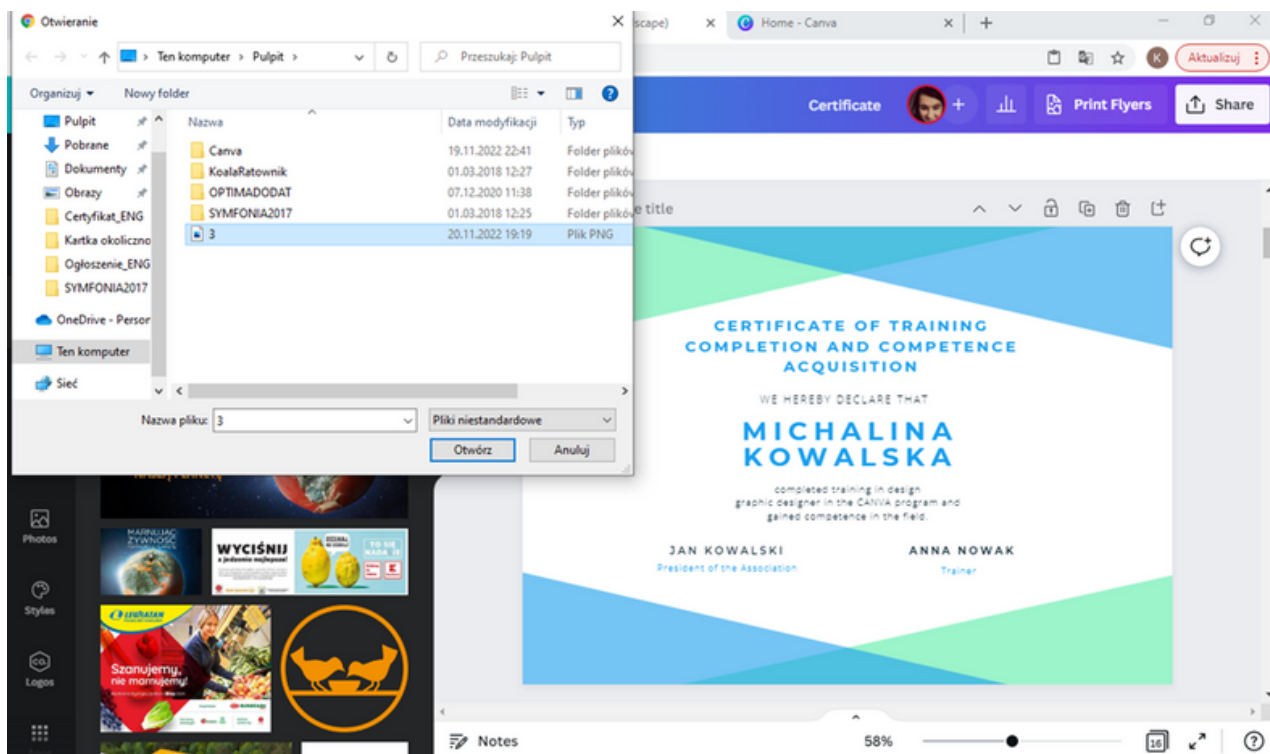 Otwieranie
scape)
Home - Canva
Ten komputer › Pulpit ›
Przeszukaj: Pulpit
K
Aktualizuj
Organizuj
Nowy folder
Certificate
Print Flyers
Share
Pulpit
Pobrane
Dokumenty
Obrazy
Certyfikat_ENG
Kartka okoliczno
Ogłoszenie_ENG
SYMFONIA2017
OneDrive - Person
Ten komputer
Sieć
Nazwa Data modyfikacji Typ
Canva 19.11.2022 22:41 Folder plików
KoalaRatownik 01.03.2018 12:27 Folder plików
OPTIMADODAT 07.12.2020 11:38 Folder plików
SYMFONIA2017 01.03.2018 12:25 Folder plików
3 20.11.2022 19:19 Plik PNG
Nazwa pliku: 3 Pliki niestandardowe
Otwórz Anuluj
e title
CERTIFICATE OF TRAINING
COMPLETION AND COMPETENCE
ACQUISITION
WE HEREBY DECLARE THAT
MICHALINA
KOWALSKA
completed training in design
graphic designer in the CANVA program and
gained competence in the field.
JAN KOWALSKI
President of the Association
ANNA NOWAK
Trainer
Photos
Styles
co.
Logos
MARNUJĄC
ŻYWNOŚĆ
WYCIŚNIJ
z jedzenia najlepsze!
TO SIĘ
Szanujemy,
nie marnujemy!
Notes
58%
16